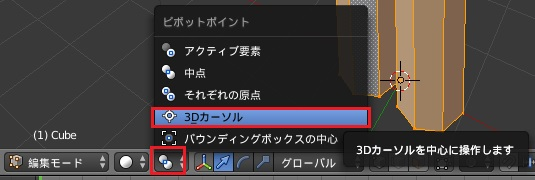 ピボットポイント
アクティブ要素
中点
それぞれの原点
3Dカーソル
バウンディングボックスの中心
3Dカーソルを中心に操作します
(1) Cube
編集モード
グローバル